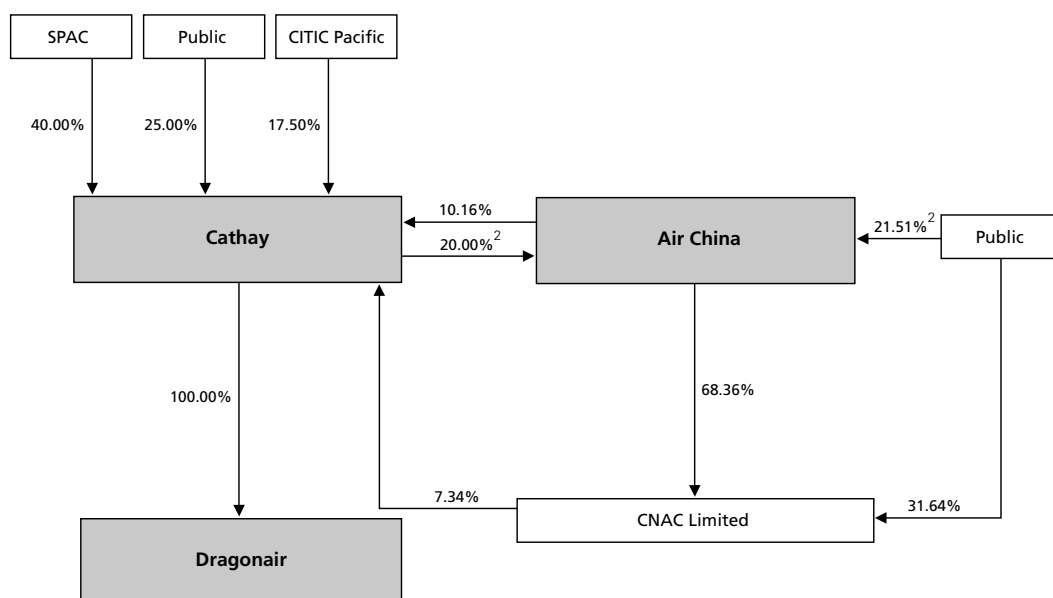 SPAC
Public
CITIC Pacific
40.00%
25.00%
17.50%
Cathay
10.16%
20.00%2
Air China
21.51%2
Public
100.00%
68.36%
7.34%
CNAC Limited
31.64%
Dragonair